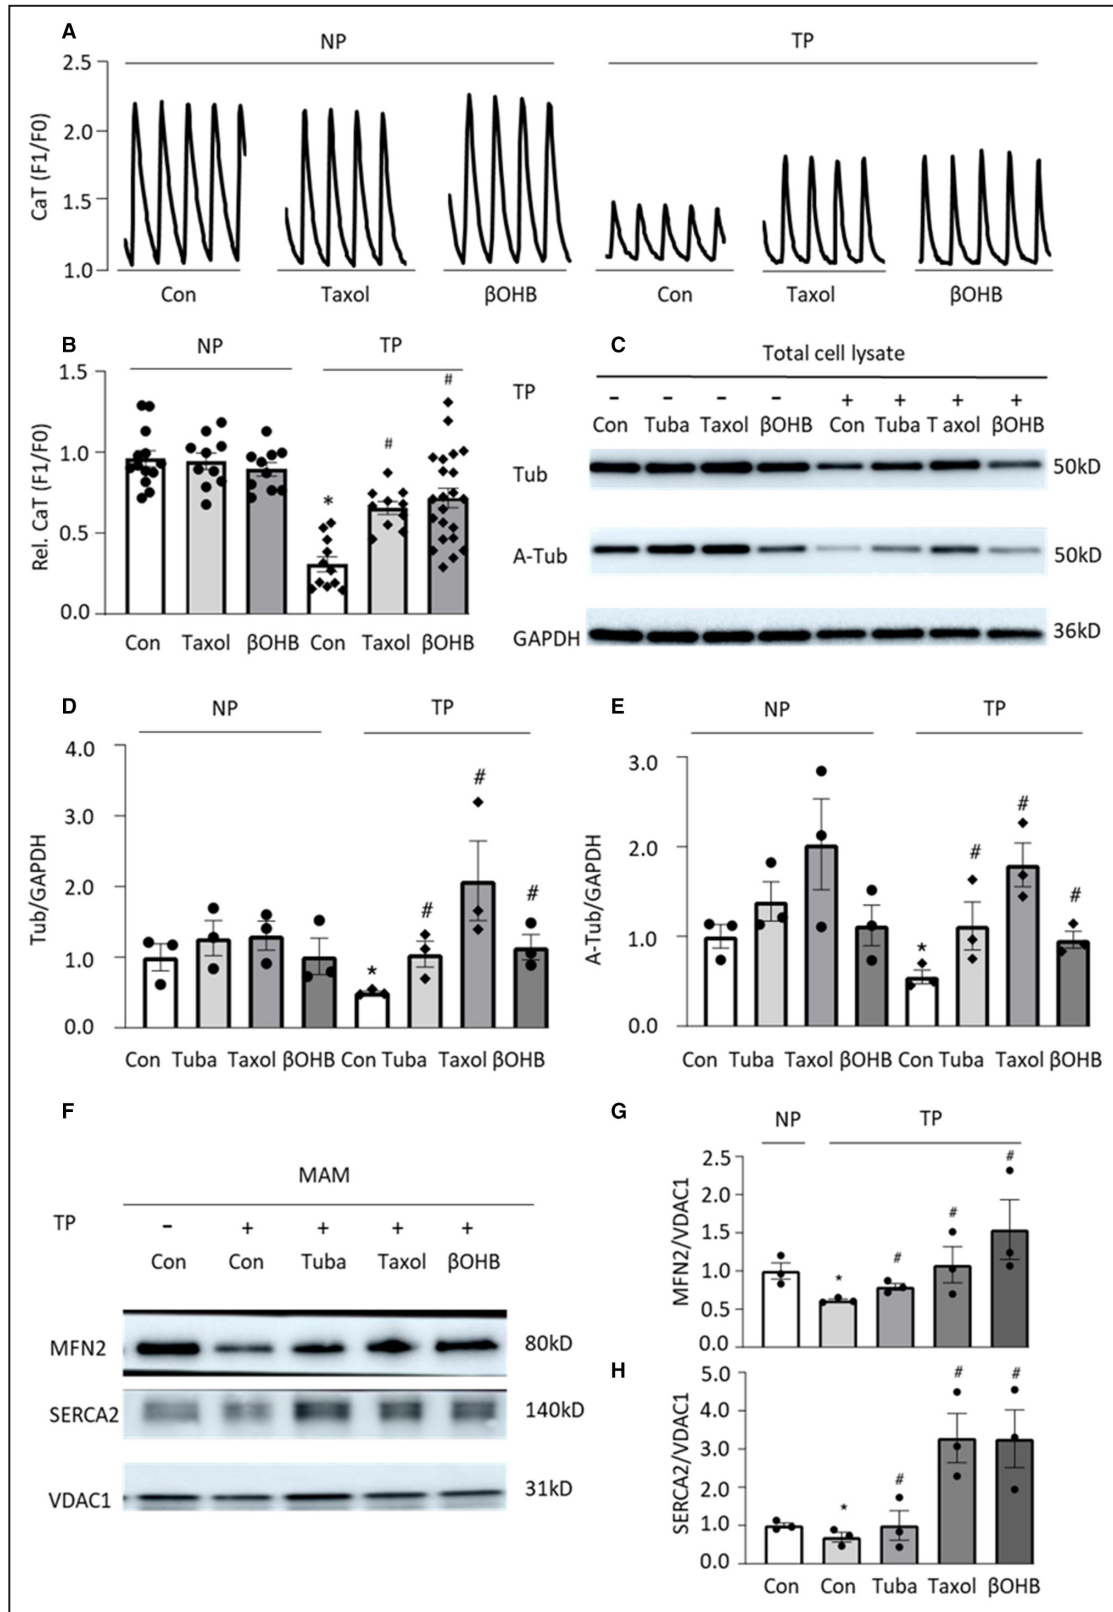 A
NP
TP
2.5
2.0
1.5
1.0
CaT (F1/F0)
Con
Taxol
βOHB
Con
Taxol
βOHB
B
NP
TP
1.5
1.0
0.5
0.0
Rel. CaT (F1/F0)
*
#
#
Con Taxol βOHB Con Taxol βOHB
C
Total cell lysate
TP
- - - - + + + +
Con Tuba Taxol βOHB Con Tuba T axol βOHB
Tub 50kD
A-Tub 50kD
GAPDH 36kD
D
NP
TP
4.0
3.0
2.0
1.0
0.0
Tub/GAPDH
*
#
#
#
Con Tuba Taxol βOHB Con Tuba Taxol βOHB
E
NP
TP
3.0
2.0
1.0
0.0
A-Tub/GAPDH
*
#
#
#
Con Tuba Taxol βOHB Con Tuba Taxol βOHB
F
MAM
TP - + + + +
Con Con Tuba Taxol βOHB
MFN2 80kD
SERCA2 140kD
VDAC1 31kD
G
NP
TP
2.5
2.0
1.5
1.0
0.5
0.0
MFN2/VDAC1
*
#
#
#
H
5.0
4.0
3.0
2.0
1.0
0.0
SERCA2/VDAC1
*
#
#
#
Con Con Tuba Taxol βOHB